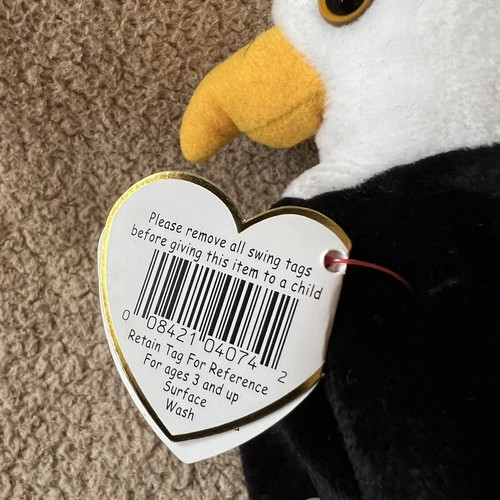 Please remove all swing tags
before giving this item to a child
0 08421 04074 2
Retain Tag For Reference
For ages 3 and up
Surface
Wash